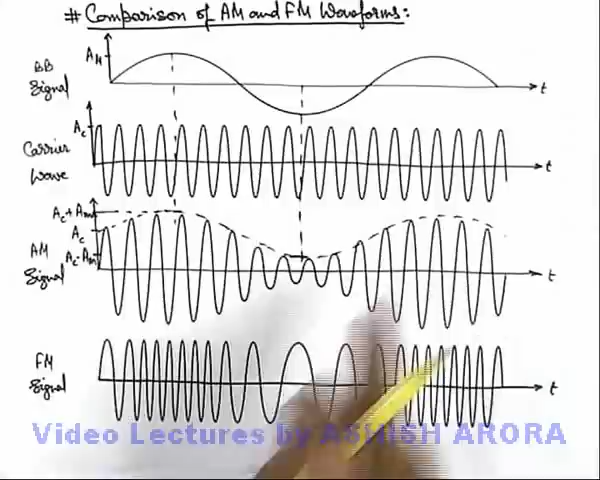 # Comparison of AM and FM Waveforms:
BB
Signal
A_M
t
Carrier
Wave
A_c
t
A_c+A_m
A_c
A_c-A_m
AM
Signal
t
FM
Signal
t
Video Lectures by ASHISH ARORA